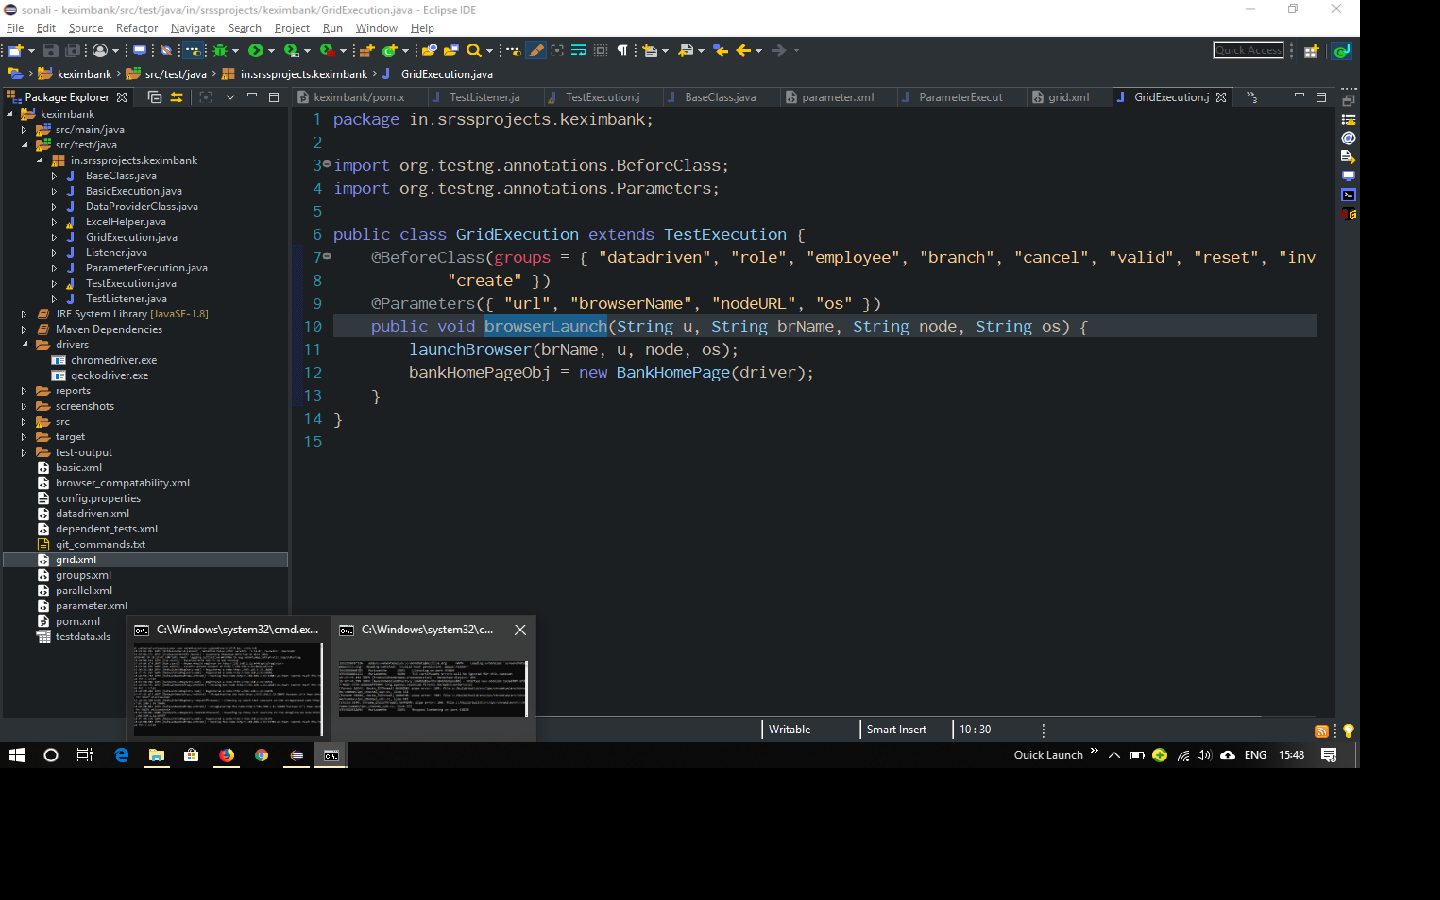 sonali - keximbank/src/test/java/in/srssprojects/keximbank/GridExecution.java - Eclipse IDE
File Edit Source Refactor Navigate Search Project Run Window Help
Quick Access
keximbank src/test/java in.srssprojects.keximbank GridExecution.java
Package Explorer
keximbank/pom.x TestListener.ja TestExecution.j BaseClass.java parameter.xml ParameterExecut grid.xml GridExecution.j
keximbank
src/main/java
src/test/java
in.srssprojects.keximbank
BaseClass.java
BasicExecution.java
DataProviderClass.java
ExcelHelper.java
GridExecution.java
Listener.java
ParameterExecution.java
TestExecution.java
TestListener.java
JRE System Library [JavaSE-1.8]
Maven Dependencies
drivers
chromedriver.exe
geckodriver.exe
reports
screenshots
src
target
test-output
basic.xml
browser_compatability.xml
config.properties
datadriven.xml
dependent_tests.xml
git_commands.txt
grid.xml
groups.xml
parallel.xml
parameter.xml
pom.xml
testdata.xls
1 package in.srssprojects.keximbank;
2
3 import org.testng.annotations.BeforeClass;
4 import org.testng.annotations.Parameters;
5
6 public class GridExecution extends TestExecution {
7 @BeforeClass(groups = { "datadriven", "role", "employee", "branch", "cancel", "valid", "reset", "inv
8 "create" })
9 @Parameters({ "url", "browserName", "nodeURL", "os" })
10 public void browserLaunch(String u, String brName, String node, String os) {
11 launchBrowser(brName, u, node, os);
12 bankHomePageObj = new BankHomePage(driver);
13 }
14 }
15
C:\Windows\system32\cmd.ex... C:\Windows\system32\c...
Writable Smart Insert 10 : 30
Quick Launch ENG 15:48